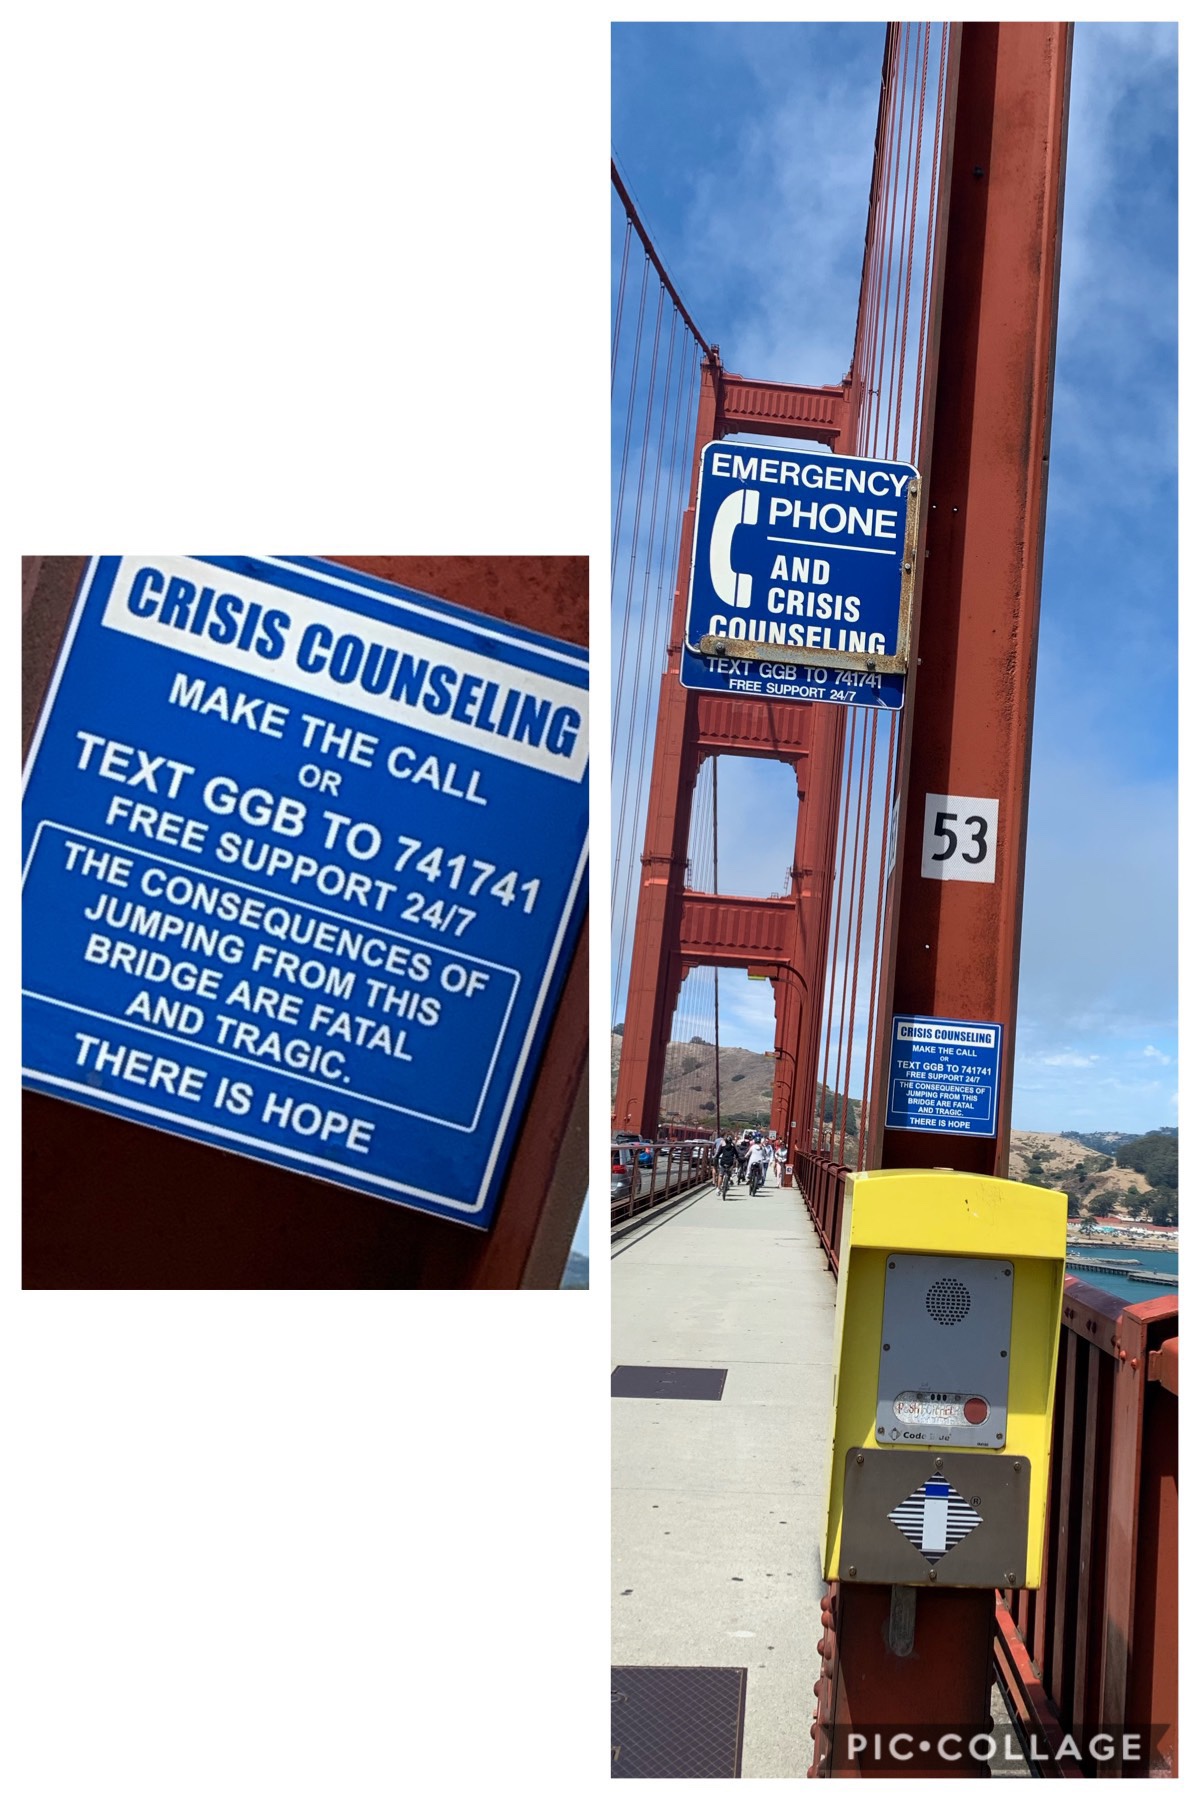 CRISIS COUNSELING
MAKE THE CALL
OR
TEXT GGB TO 741741
FREE SUPPORT 24/7
THE CONSEQUENCES OF
JUMPING FROM THIS
BRIDGE ARE FATAL
AND TRAGIC.
THERE IS HOPE
EMERGENCY
PHONE
AND
CRISIS
COUNSELING
TEXT GGB TO 741741
FREE SUPPORT 24/7
53
CRISIS COUNSELING
MAKE THE CALL
OR
TEXT GGB TO 741741
FREE SUPPORT 24/7
THE CONSEQUENCES OF
JUMPING FROM THIS
BRIDGE ARE FATAL
AND TRAGIC.
THERE IS HOPE
Code
®
PIC•COLLAGE